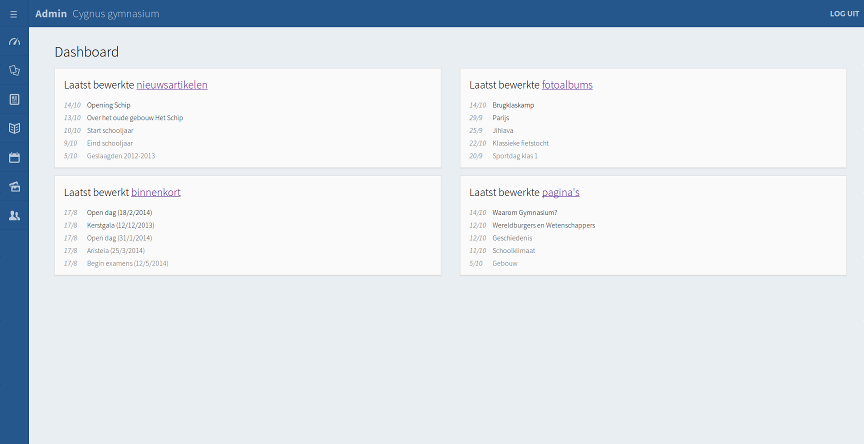 Admin Cygnus gymnasium LOG UIT
Dashboard
Laatst bewerkte nieuwsartikelen
14/10 Opening Schip
13/10 Over het oude gebouw Het Schip
10/10 Start schooljaar
9/10 Eind schooljaar
5/10 Geslaagden 2012-2013
Laatst bewerkte fotoalbums
14/10 Brugklaskamp
29/9 Parijs
25/9 Jihlava
22/10 Klassieke fietstocht
20/9 Sportdag klas 1
Laatst bewerkt binnenkort
17/8 Open dag (18/2/2014)
17/8 Kerstgala (12/12/2013)
17/8 Open dag (31/1/2014)
17/8 Aristeia (25/3/2014)
17/8 Begin examens (12/5/2014)
Laatst bewerkte pagina's
14/10 Waarom Gymnasium?
12/10 Wereldburgers en Wetenschappers
12/10 Geschiedenis
11/10 Schoolklimaat
5/10 Gebouw